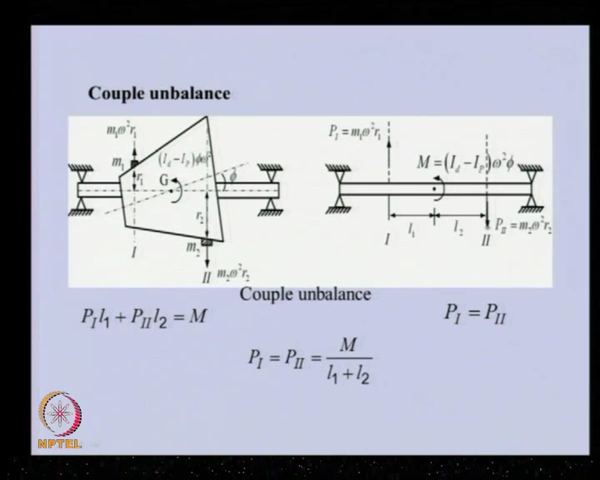 Couple unbalance
m₁ω²r₁
m₁
r₁
(I_d − I_p)φω²
G
φ
r₂
m₂
I
II
m₂ω²r₂
P_I = m₁ω²r₁
M = (I_d − I_p)ω²φ
l₁
l₂
I
II
P_II = m₂ω²r₂
Couple unbalance
P_I l₁ + P_II l₂ = M
P_I = P_II
P_I = P_II = M / (l₁ + l₂)
NPTEL